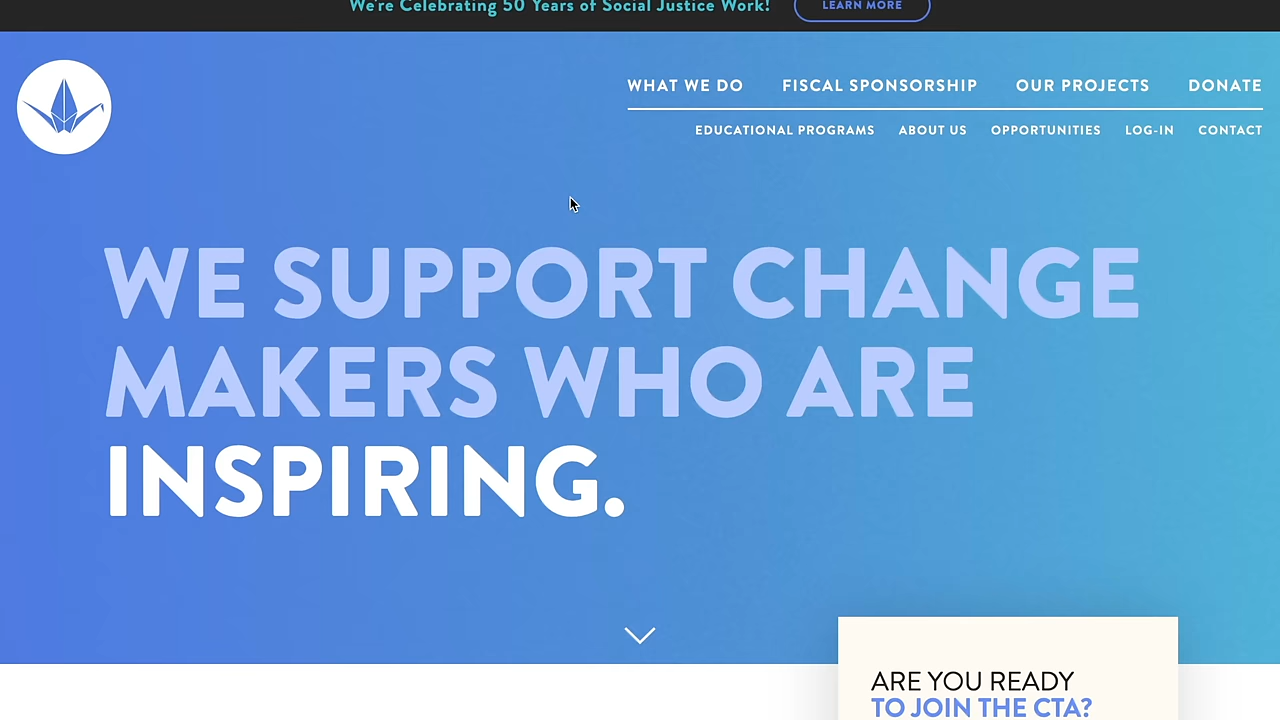 We're Celebrating 50 Years of Social Justice Work!
LEARN MORE
WHAT WE DO
FISCAL SPONSORSHIP
OUR PROJECTS
DONATE
EDUCATIONAL PROGRAMS
ABOUT US
OPPORTUNITIES
LOG-IN
CONTACT
WE SUPPORT CHANGE
MAKERS WHO ARE
INSPIRING.
ARE YOU READY
TO JOIN THE CTA?